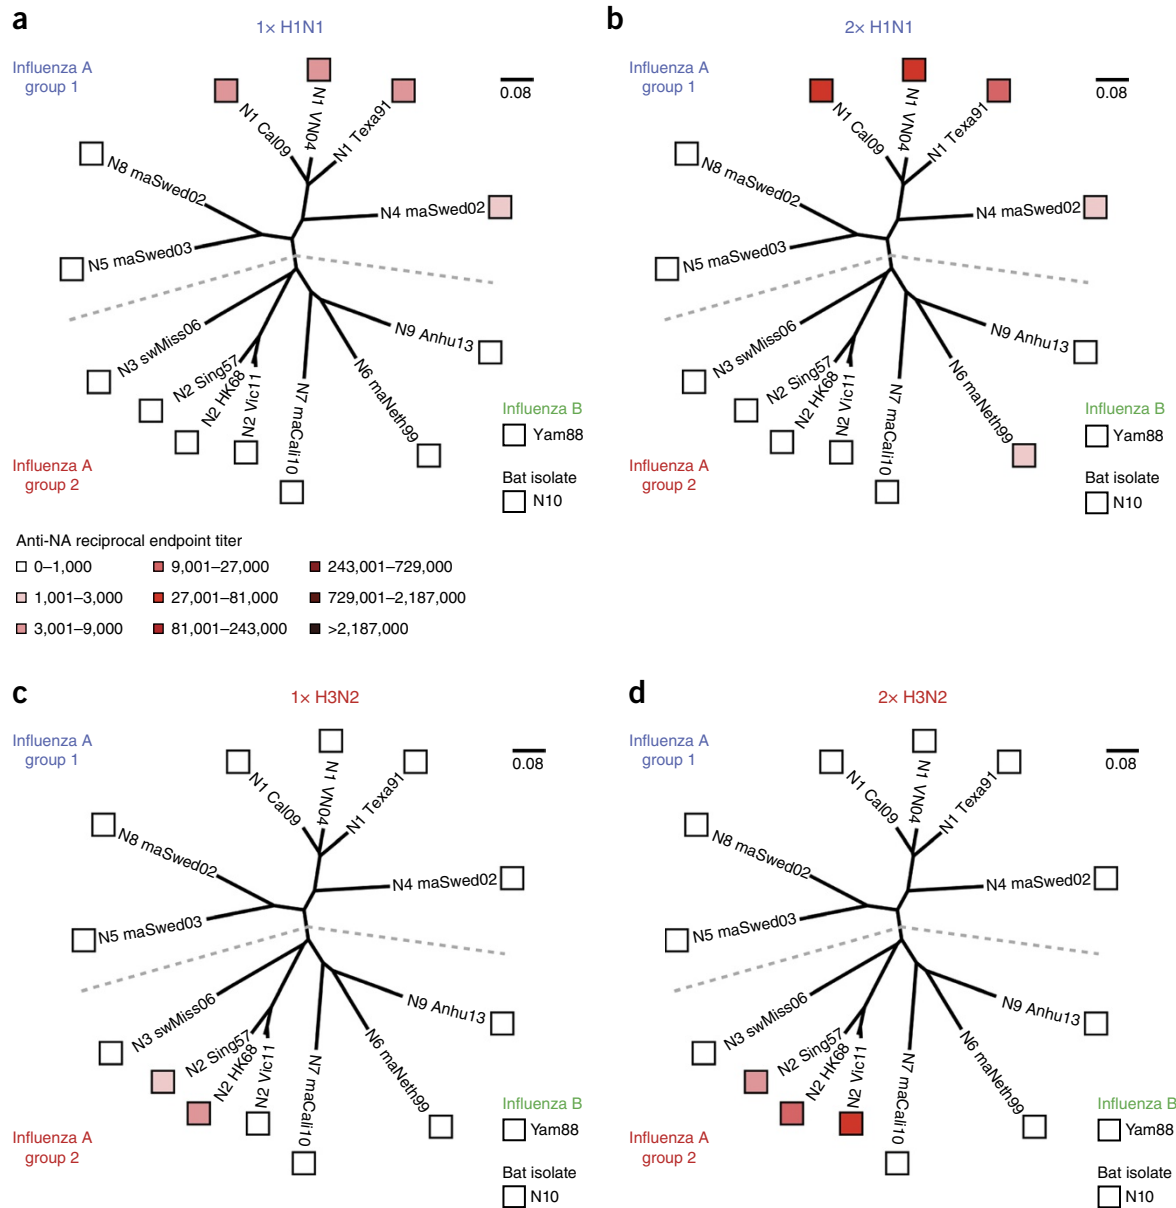 a
1× H1N1
Influenza A
group 1
0.08
N1 Cal09
N1 VN04
N1 Texa91
N8 maSwed02
N4 maSwed02
N5 maSwed03
N3 swMiss06
N2 Sing57
N2 HK68
N2 Vic11
N7 maCali10
N6 maNeth99
N9 Anhu13
Influenza B
Yam88
Bat isolate
N10
Influenza A
group 2
b
2× H1N1
Influenza A
group 1
0.08
N1 Cal09
N1 VN04
N1 Texa91
N8 maSwed02
N4 maSwed02
N5 maSwed03
N3 swMiss06
N2 Sing57
N2 HK68
N2 Vic11
N7 maCali10
N6 maNeth99
N9 Anhu13
Influenza B
Yam88
Bat isolate
N10
Anti-NA reciprocal endpoint titer
0–1,000
9,001–27,000
243,001–729,000
1,001–3,000
27,001–81,000
729,001–2,187,000
3,001–9,000
81,001–243,000
>2,187,000
c
1× H3N2
Influenza A
group 1
0.08
N1 Cal09
N1 VN04
N1 Texa91
N8 maSwed02
N4 maSwed02
N5 maSwed03
N3 swMiss06
N2 Sing57
N2 HK68
N2 Vic11
N7 maCali10
N6 maNeth99
N9 Anhu13
Influenza B
Yam88
Bat isolate
N10
Influenza A
group 2
d
2× H3N2
Influenza A
group 1
0.08
N1 Cal09
N1 VN04
N1 Texa91
N8 maSwed02
N4 maSwed02
N5 maSwed03
N3 swMiss06
N2 Sing57
N2 HK68
N2 Vic11
N7 maCali10
N6 maNeth99
N9 Anhu13
Influenza B
Yam88
Bat isolate
N10
Influenza A
group 2